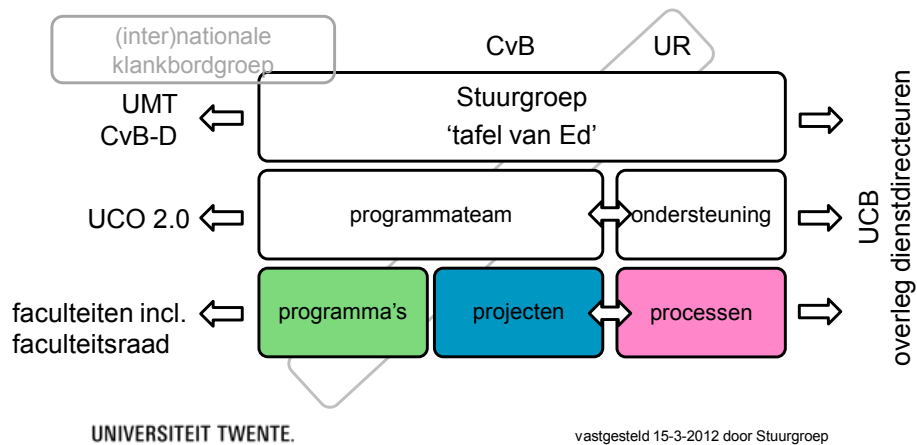 (inter)nationale
klankbordgroep
CvB
UR
UMT
CvB-D
Stuurgroep
'tafel van Ed'
UCO 2.0
programmateam
ondersteuning
UCB
overleg dienstdirecteuren
faculteiten incl.
faculteitsraad
programma's
projecten
processen
UNIVERSITEIT TWENTE.
vastgesteld 15-3-2012 door Stuurgroep